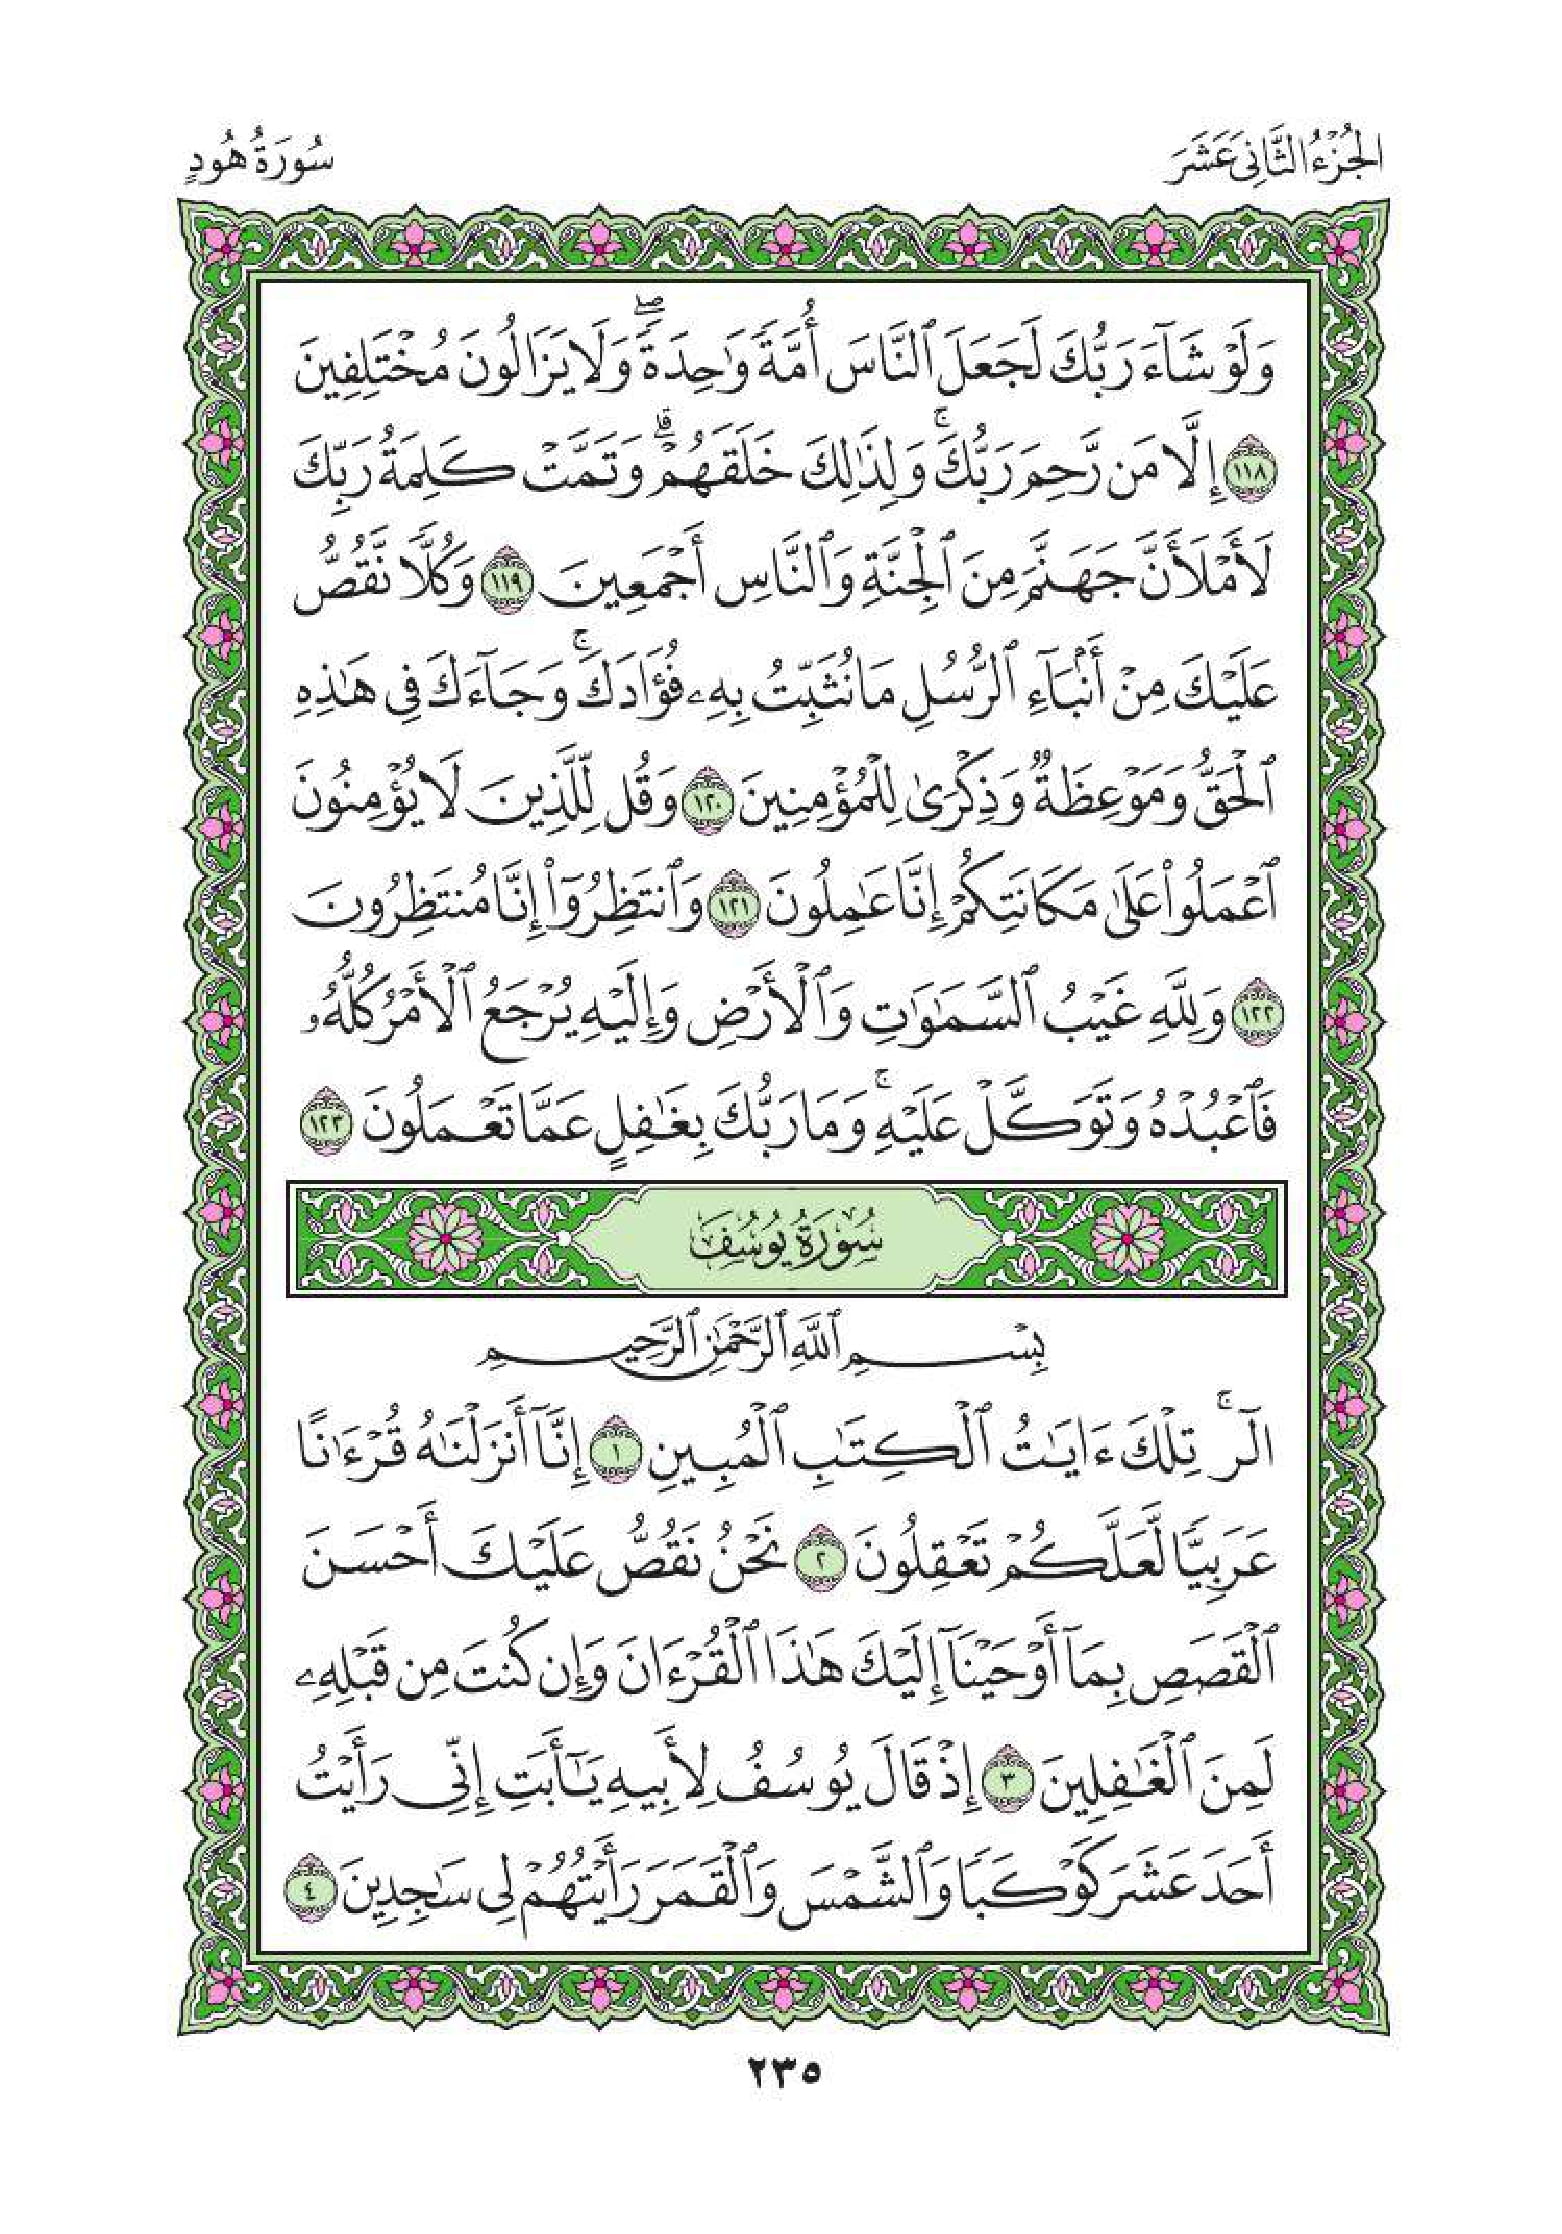 الجُزْءُ الثَّانِي عَشَرَ
سُورَةُ هُودٍ
وَلَوْ شَآءَ رَبُّكَ لَجَعَلَ ٱلنَّاسَ أُمَّةً وَٰحِدَةًۖ وَلَا يَزَالُونَ مُخْتَلِفِينَ
١١٨ إِلَّا مَن رَّحِمَ رَبُّكَۚ وَلِذَٰلِكَ خَلَقَهُمْۗ وَتَمَّتْ كَلِمَةُ رَبِّكَ
لَأَمْلَأَنَّ جَهَنَّمَ مِنَ ٱلْجِنَّةِ وَٱلنَّاسِ أَجْمَعِينَ ١١٩ وَكُلًّا نَّقُصُّ
عَلَيْكَ مِنْ أَنۢبَآءِ ٱلرُّسُلِ مَا نُثَبِّتُ بِهِۦ فُؤَادَكَۚ وَجَآءَكَ فِى هَٰذِهِ
ٱلْحَقُّ وَمَوْعِظَةٌ وَذِكْرَىٰ لِلْمُؤْمِنِينَ ١٢٠ وَقُل لِّلَّذِينَ لَا يُؤْمِنُونَ
ٱعْمَلُوا۟ عَلَىٰ مَكَانَتِكُمْ إِنَّا عَٰمِلُونَ ١٢١ وَٱنتَظِرُوٓا۟ إِنَّا مُنتَظِرُونَ
١٢٢ وَلِلَّهِ غَيْبُ ٱلسَّمَٰوَٰتِ وَٱلْأَرْضِ وَإِلَيْهِ يُرْجَعُ ٱلْأَمْرُ كُلُّهُۥ
فَٱعْبُدْهُ وَتَوَكَّلْ عَلَيْهِۚ وَمَا رَبُّكَ بِغَٰفِلٍ عَمَّا تَعْمَلُونَ ١٢٣
سُورَةُ يُوسُفَ
بِسْمِ ٱللَّهِ ٱلرَّحْمَٰنِ ٱلرَّحِيمِ
الٓرۚ تِلْكَ ءَايَٰتُ ٱلْكِتَٰبِ ٱلْمُبِينِ ١ إِنَّآ أَنزَلْنَٰهُ قُرْءَٰنًا
عَرَبِيًّا لَّعَلَّكُمْ تَعْقِلُونَ ٢ نَحْنُ نَقُصُّ عَلَيْكَ أَحْسَنَ
ٱلْقَصَصِ بِمَآ أَوْحَيْنَآ إِلَيْكَ هَٰذَا ٱلْقُرْءَانَ وَإِن كُنتَ مِن قَبْلِهِۦ
لَمِنَ ٱلْغَٰفِلِينَ ٣ إِذْ قَالَ يُوسُفُ لِأَبِيهِ يَٰٓأَبَتِ إِنِّى رَأَيْتُ
أَحَدَ عَشَرَ كَوْكَبًا وَٱلشَّمْسَ وَٱلْقَمَرَ رَأَيْتُهُمْ لِى سَٰجِدِينَ ٤
٢٣٥